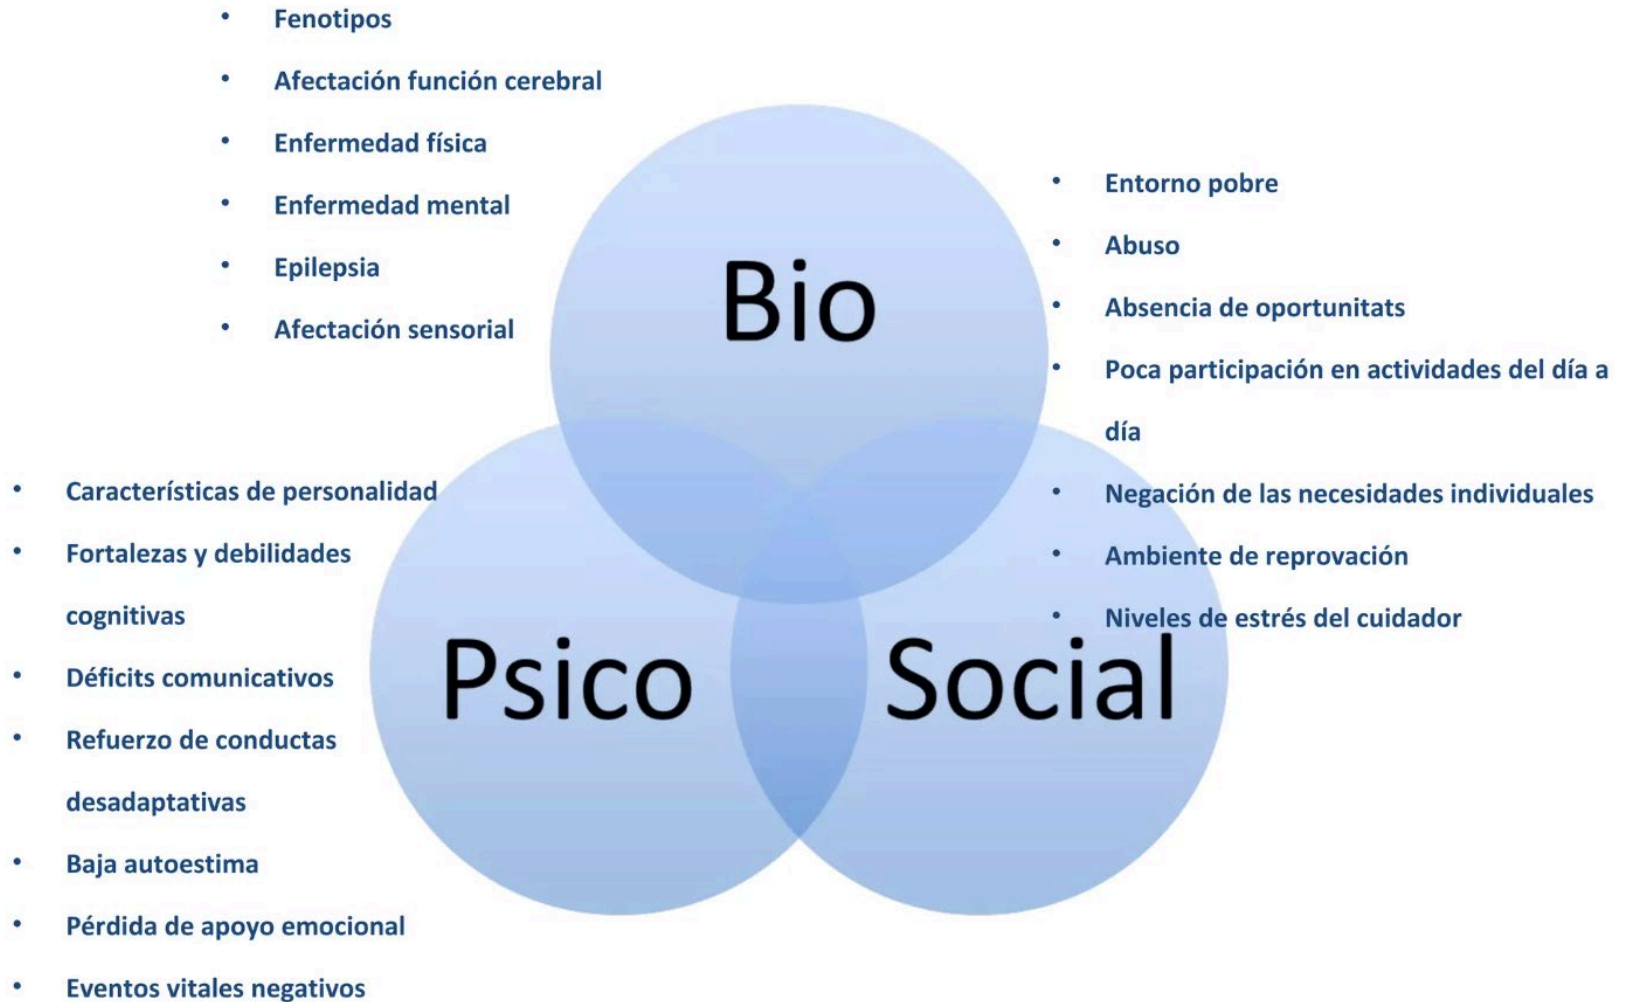 • Fenotipos
• Afectación función cerebral
• Enfermedad física
• Enfermedad mental
• Epilepsia
• Afectación sensorial
Bio
• Entorno pobre
• Abuso
• Absencia de oportunitats
• Poca participación en actividades del día a
día
• Negación de las necesidades individuales
• Ambiente de reprovación
• Niveles de estrés del cuidador
• Características de personalidad
• Fortalezas y debilidades
cognitivas
• Déficits comunicativos
• Refuerzo de conductas
desadaptativas
• Baja autoestima
• Pérdida de apoyo emocional
• Eventos vitales negativos
Psico
Social